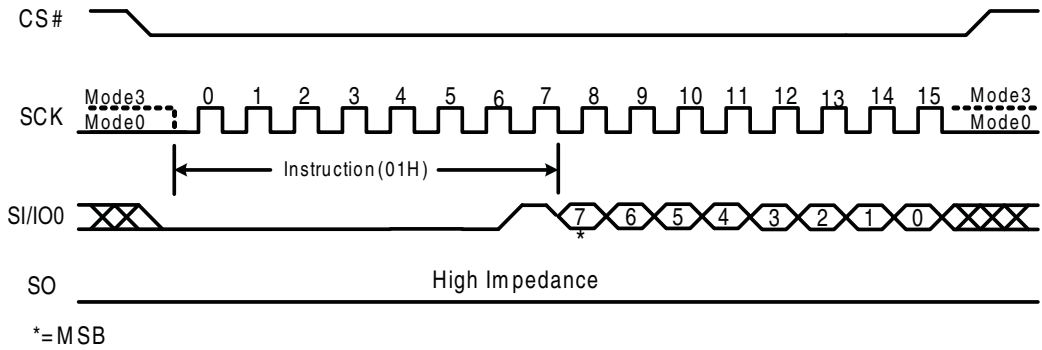 CS#
0 1 2 3 4 5 6 7 8 9 10 11 12 13 14 15
Mode3 Mode3
SCK
Mode0 Mode0
Instruction(01H)
SI/IO0 7 6 5 4 3 2 1 0
*
High Impedance
SO
*=MSB